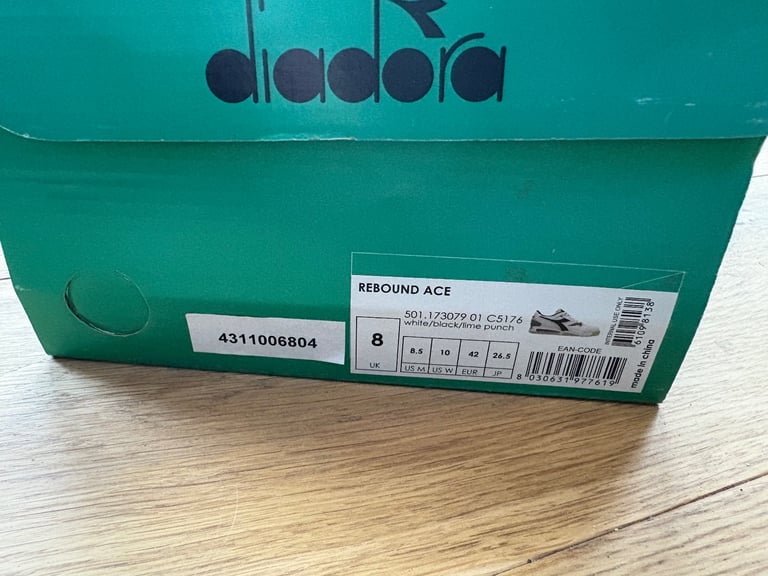 diadora
REBOUND ACE
501.173079 01 C5176
white/black/lime punch
8
UK
8.5 10 42 26.5
US M US W EUR JP
EAN-CODE
8 030631 977619
INTERNAL USE ONLY
61098138
made in china
4311006804